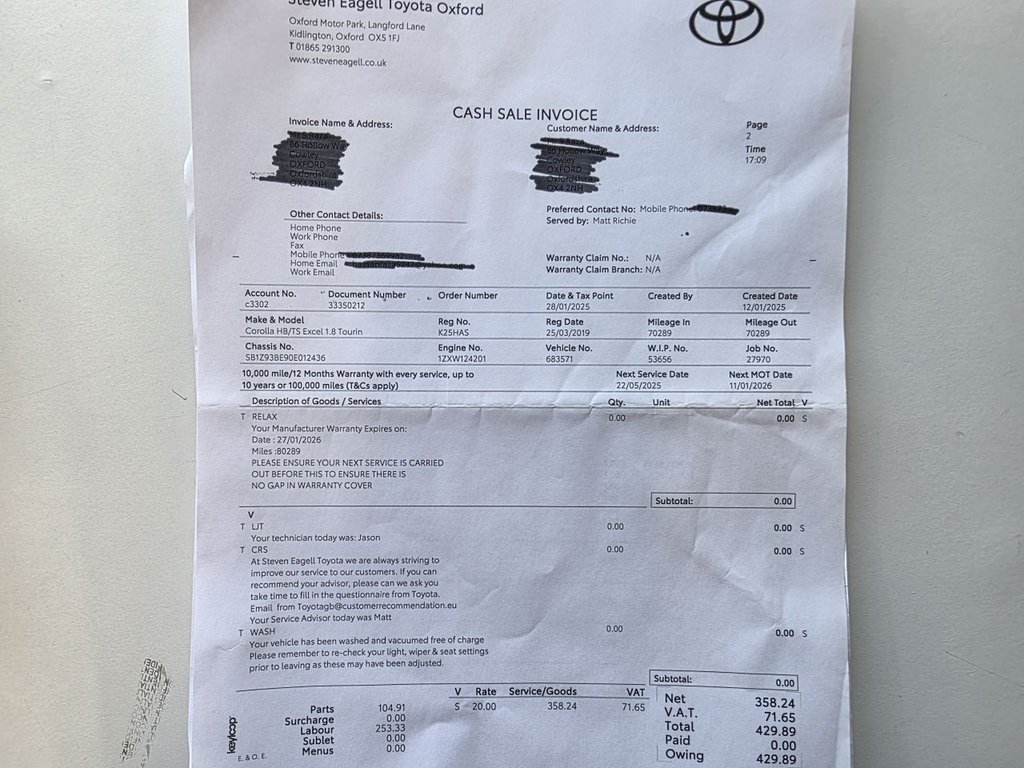 Steven Eagell Toyota Oxford
Oxford Motor Park, Langford Lane
Kidlington, Oxford OX5 1FJ
T 01865 291300
www.steveneagell.co.uk
CASH SALE INVOICE
Invoice Name & Address:
Customer Name & Address:
Page
2
Time
17:09
Preferred Contact No: Mobile Phone
Served by: Matt Richie
Other Contact Details:
Home Phone
Work Phone
Fax
Mobile Phone
Home Email
Work Email
Warranty Claim No.: N/A
Warranty Claim Branch: N/A
Account No. Document Number Order Number Date & Tax Point Created By Created Date
c3302 33350212 28/01/2025 12/01/2025
Make & Model Reg No. Reg Date Mileage In Mileage Out
Corolla HB/TS Excel 1.8 Tourin K25HAS 25/03/2019 70289 70289
Chassis No. Engine No. Vehicle No. W.I.P. No. Job No.
SB1Z93BE90E012436 1ZXW124201 683571 53656 27970
10,000 mile/12 Months Warranty with every service, up to Next Service Date Next MOT Date
10 years or 100,000 miles (T&Cs apply) 22/05/2025 11/01/2026
Description of Goods / Services Qty. Unit Net Total V
T RELAX 0.00 0.00 S
Your Manufacturer Warranty Expires on:
Date : 27/01/2026
Miles :80289
PLEASE ENSURE YOUR NEXT SERVICE IS CARRIED
OUT BEFORE THIS TO ENSURE THERE IS
NO GAP IN WARRANTY COVER
Subtotal: 0.00
V
T LJT 0.00 0.00 S
Your technician today was: Jason
T CRS 0.00 0.00 S
At Steven Eagell Toyota we are always striving to
improve our service to our customers. If you can
recommend your advisor, please can we ask you
take time to fill in the questionnaire from Toyota.
Email from Toyotagb@customerrecommendation.eu
Your Service Advisor today was Matt
T WASH 0.00 0.00 S
Your vehicle has been washed and vacuumed free of charge
Please remember to re-check your light, wiper & seat settings
prior to leaving as these may have been adjusted.
Subtotal: 0.00
V Rate Service/Goods VAT
S 20.00 358.24 71.65
Parts 104.91
Surcharge 0.00
Labour 253.33
Sublet 0.00
Menus 0.00
Net 358.24
V.A.T. 71.65
Total 429.89
Paid 0.00
Owing 429.89
keyloop
E. & O. E.